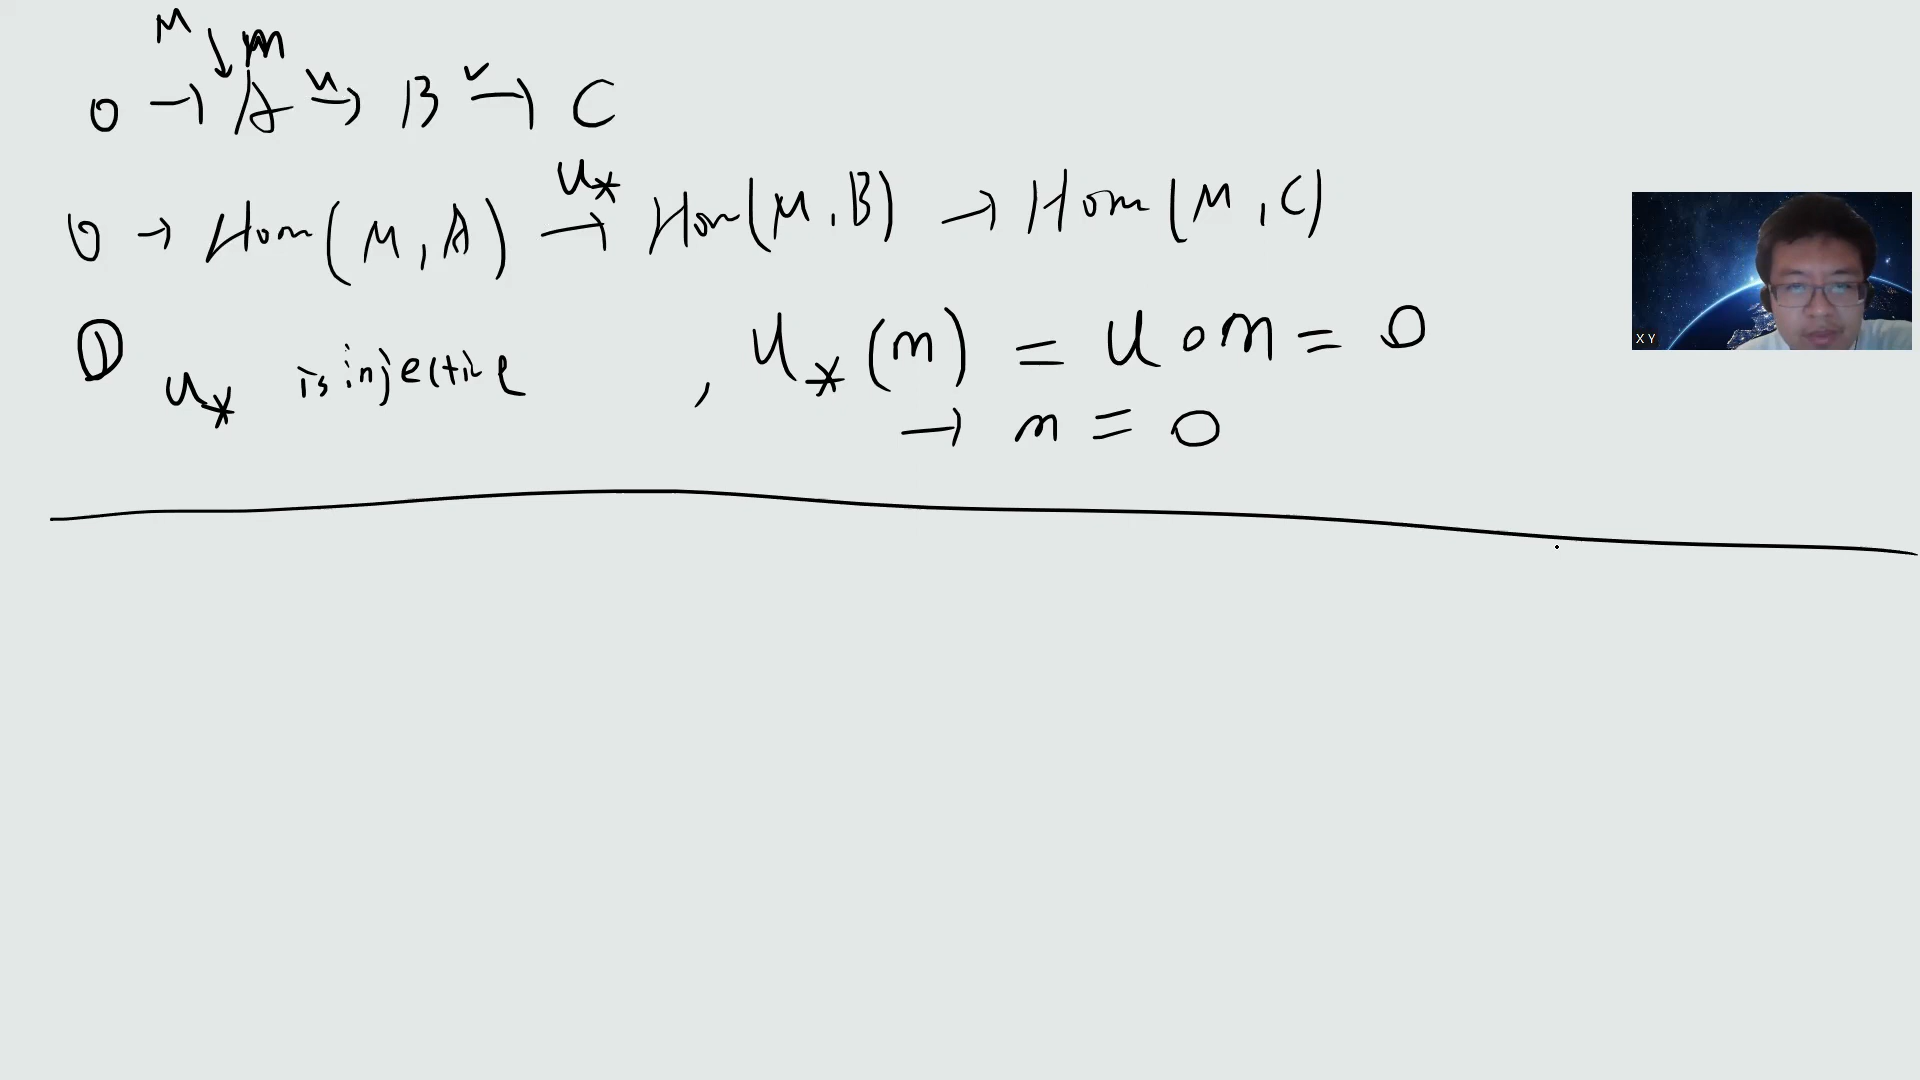 M ↓ m
0 → A u→ B v→ C
u*
0 → Hom(M,A) → Hom(M,B) → Hom(M,C)
① u* is injective , u*(m) = u∘m = 0
→ m = 0
X Y